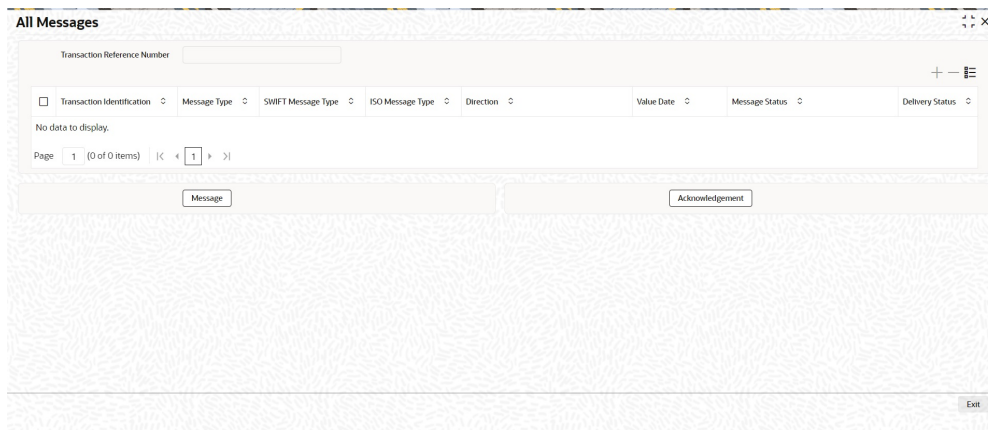 All Messages
Transaction Reference Number
Transaction Identification Message Type SWIFT Message Type ISO Message Type Direction Value Date Message Status Delivery Status
No data to display.
Page 1 (0 of 0 items) 1
Message Acknowledgement
Exit